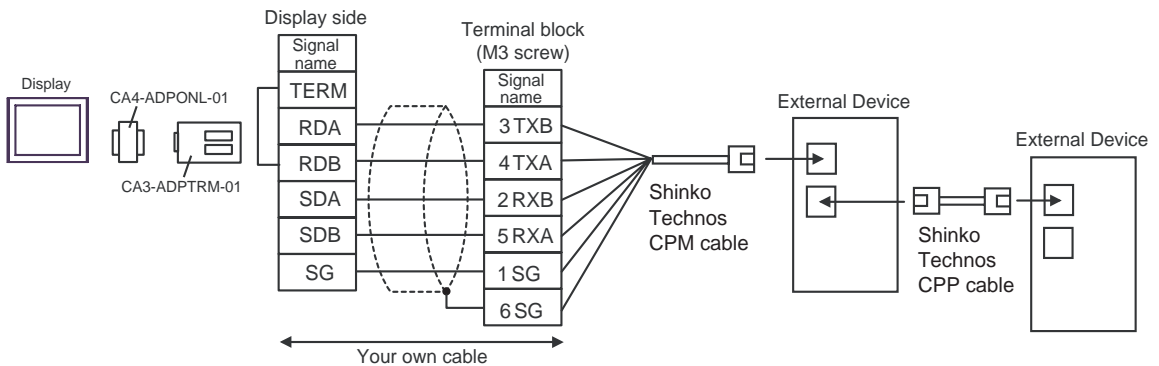 Display
CA4-ADPONL-01
CA3-ADPTRM-01
Display side
Signal
name
TERM
RDA
RDB
SDA
SDB
SG
Terminal block
(M3 screw)
Signal
name
3 TXB
4 TXA
2 RXB
5 RXA
1 SG
6 SG
Your own cable
Shinko
Technos
CPM cable
External Device
Shinko
Technos
CPP cable
External Device